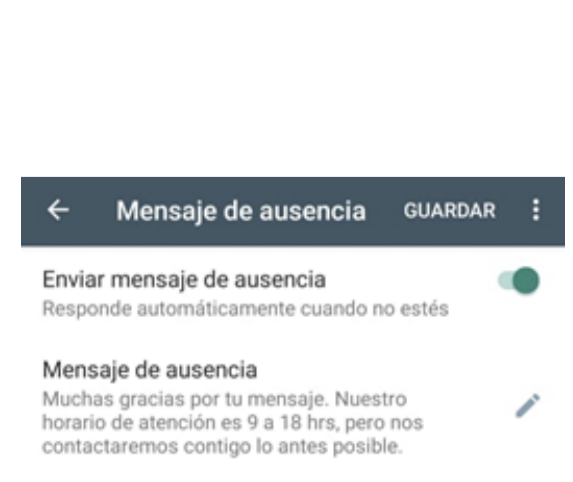 Mensaje de ausencia GUARDAR
Enviar mensaje de ausencia
Responde automáticamente cuando no estés
Mensaje de ausencia
Muchas gracias por tu mensaje. Nuestro
horario de atención es 9 a 18 hrs, pero nos
contactaremos contigo lo antes posible.